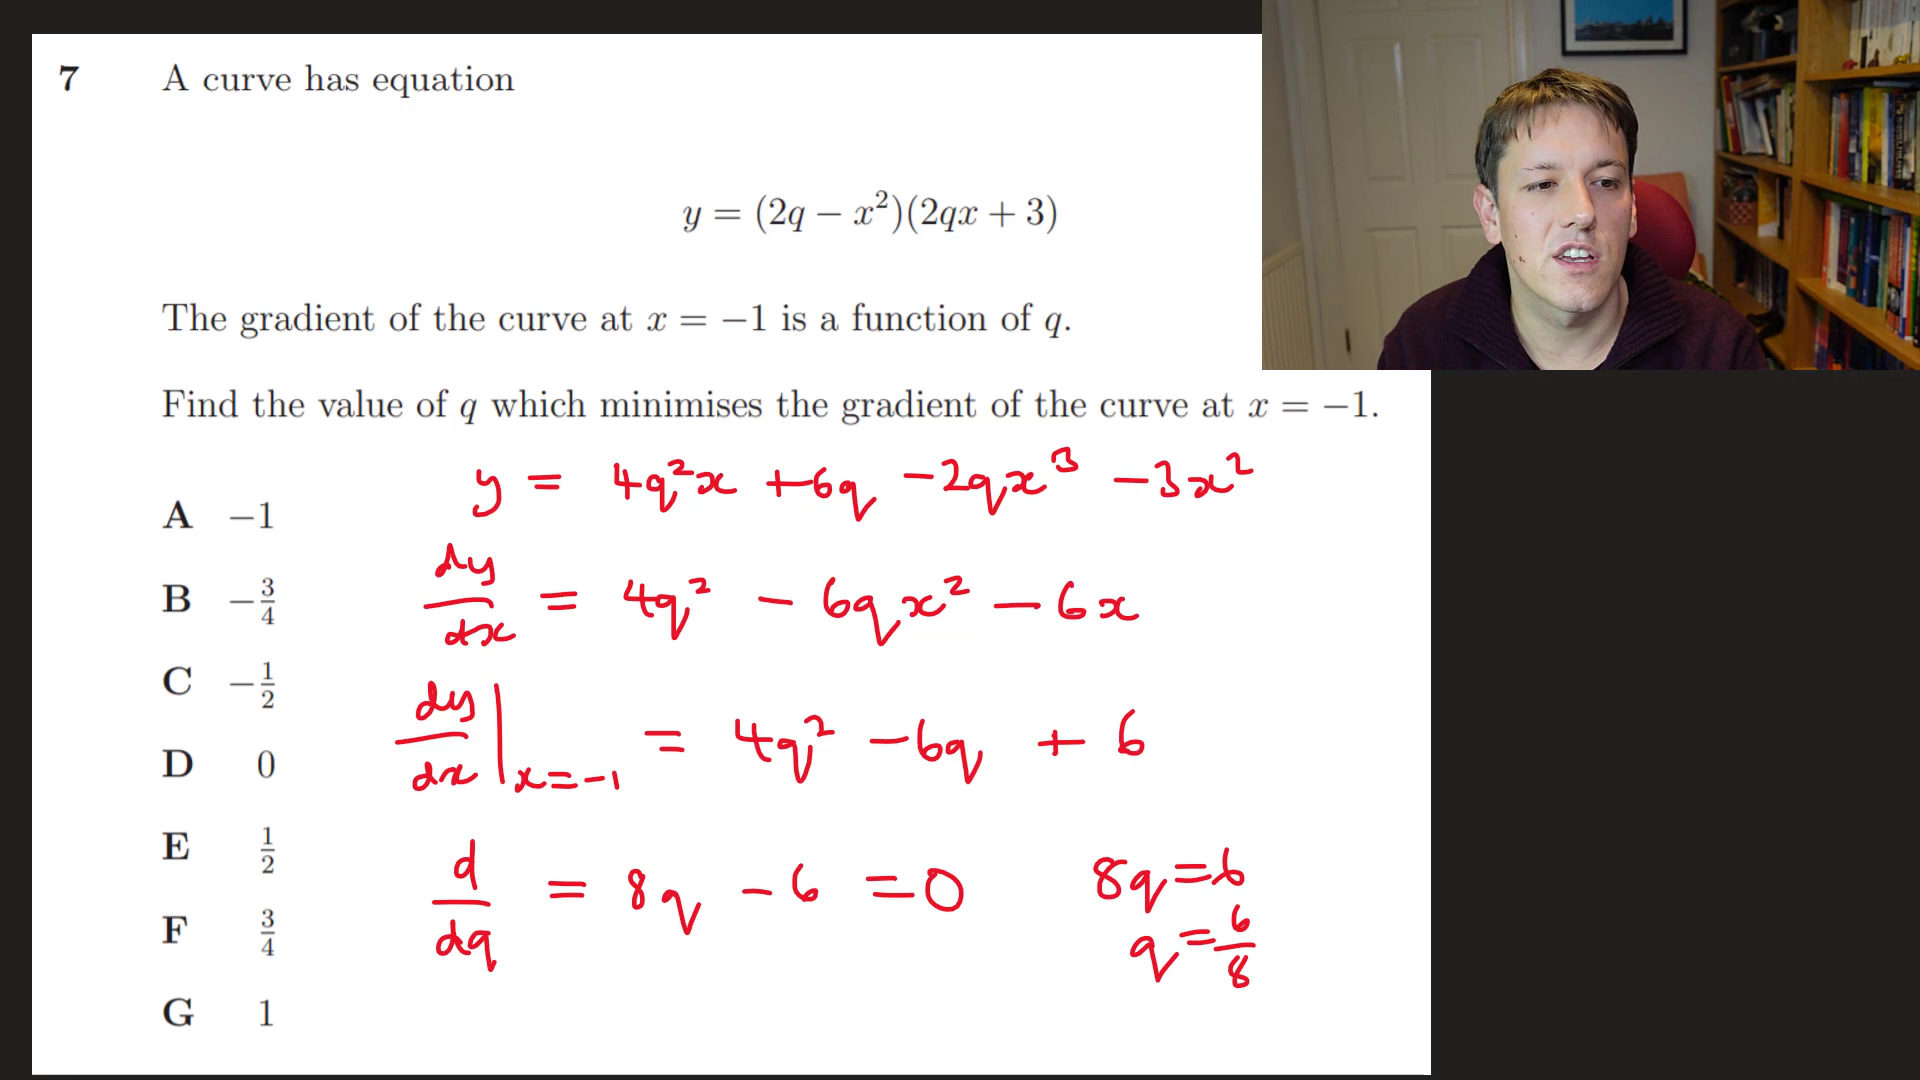 7 A curve has equation
y = (2q − x²)(2qx + 3)
The gradient of the curve at x = −1 is a function of q.
Find the value of q which minimises the gradient of the curve at x = −1.
y = 4q²x +6q −2qx³ −3x²
A −1
dy/dx = 4q² − 6qx² − 6x
B −3/4
C −1/2
dy/dx|x=−1 = 4q² −6q + 6
D 0
E 1/2
d/dq = 8q − 6 = 0
8q = 6
F 3/4
q = 6/8
G 1